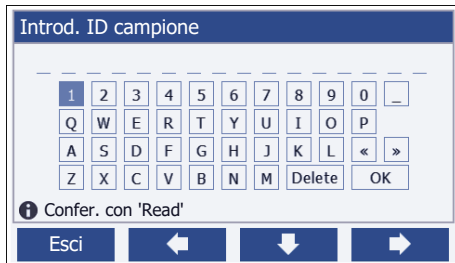 Introd. ID campione
_ _ _ _ _ _ _ _ _ _ _ _ _ _ _ _
1 2 3 4 5 6 7 8 9 0 _
Q W E R T Y U I O P
A S D F G H J K L « »
Z X C V B N M Delete OK
Confer. con 'Read'
Esci